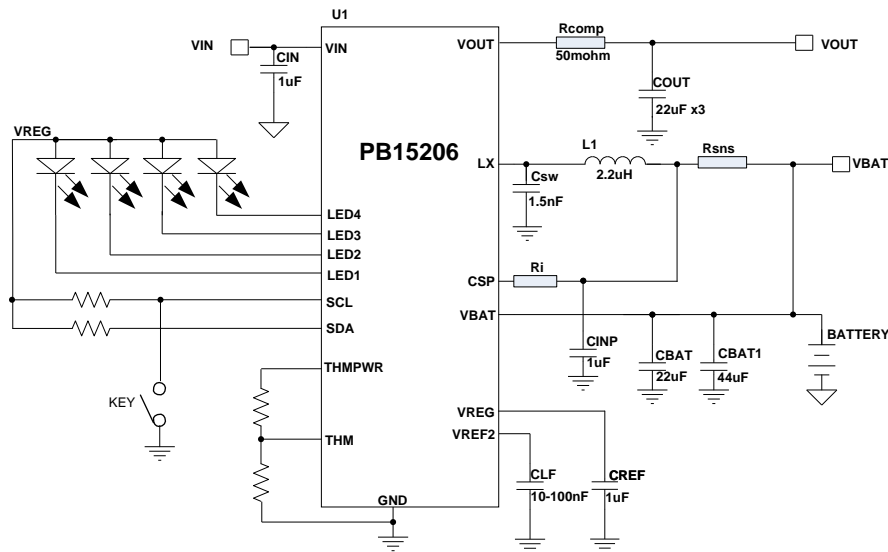 U1
VIN
CIN
1uF
VIN
VOUT
Rcomp
50mohm
VOUT
COUT
22uF x3
VREG
PB15206
LX
L1
2.2uH
Rsns
VBAT
Csw
1.5nF
LED4
LED3
LED2
LED1
CSP
Ri
SCL
SDA
VBAT
CINP
1uF
CBAT
22uF
CBAT1
44uF
BATTERY
THMPWR
KEY
THM
VREG
VREF2
CLF
10-100nF
CREF
1uF
GND